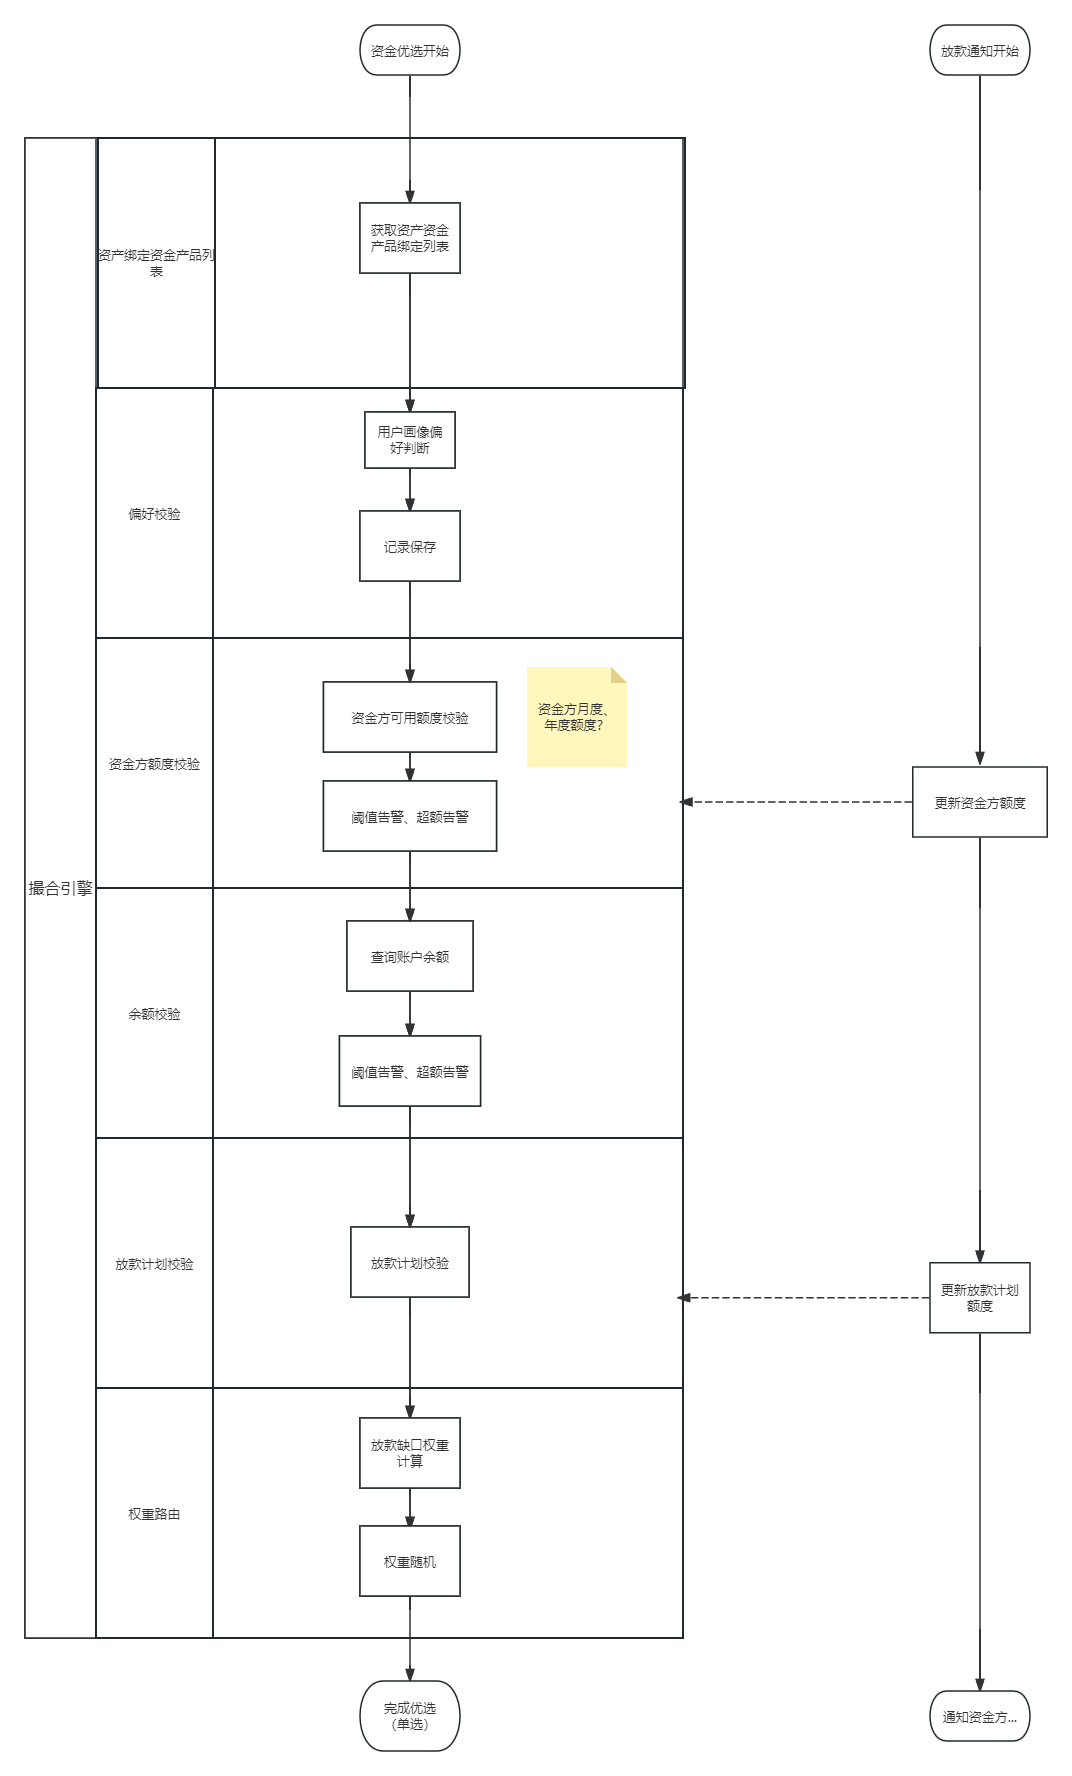 资金优选开始
放款通知开始
获取资产资金
产品绑定列表
资产绑定资金产品列
表
用户画像偏
好判断
偏好校验
记录保存
资金方可用额度校验
资金方月度、
年度额度?
资金方额度校验
阈值告警、超额告警
更新资金方额度
撮合引擎
查询账户余额
余额校验
阈值告警、超额告警
放款计划校验
放款计划校验
更新放款计划
额度
放款缺口权重
计算
权重路由
权重随机
完成优选
(单选)
通知资金方...